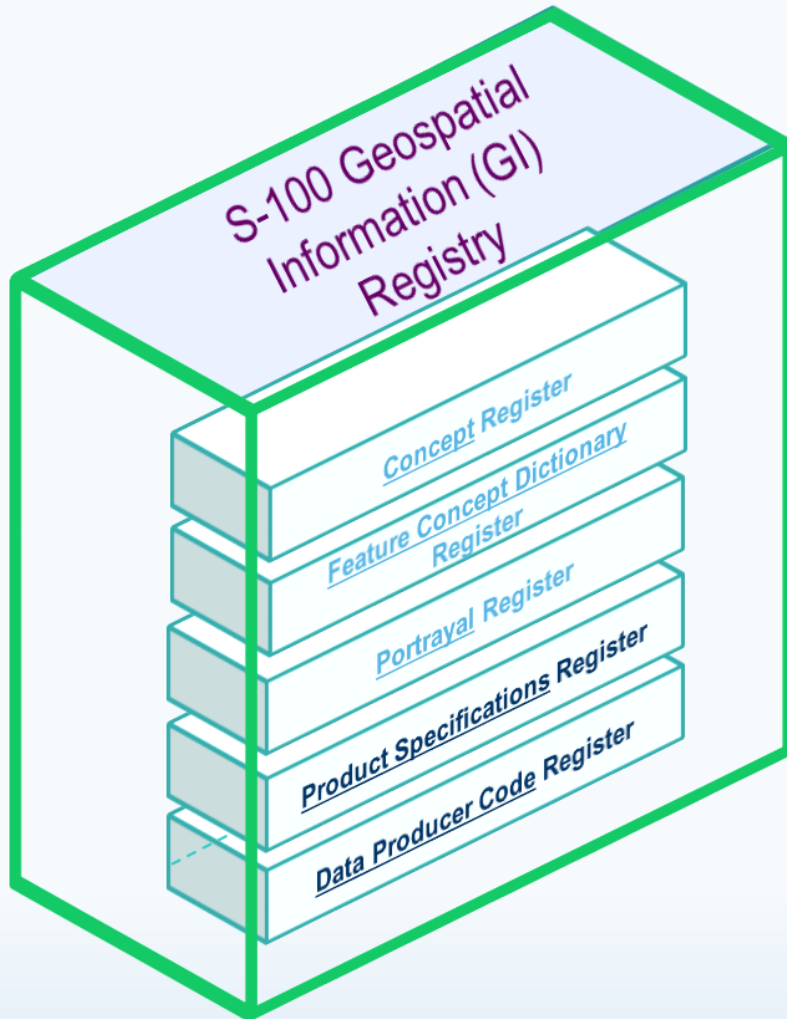 S-100 Geospatial
Information (GI)
Registry
Concept Register
Feature Concept Dictionary
Register
Portrayal Register
Product Specifications Register
Data Producer Code Register